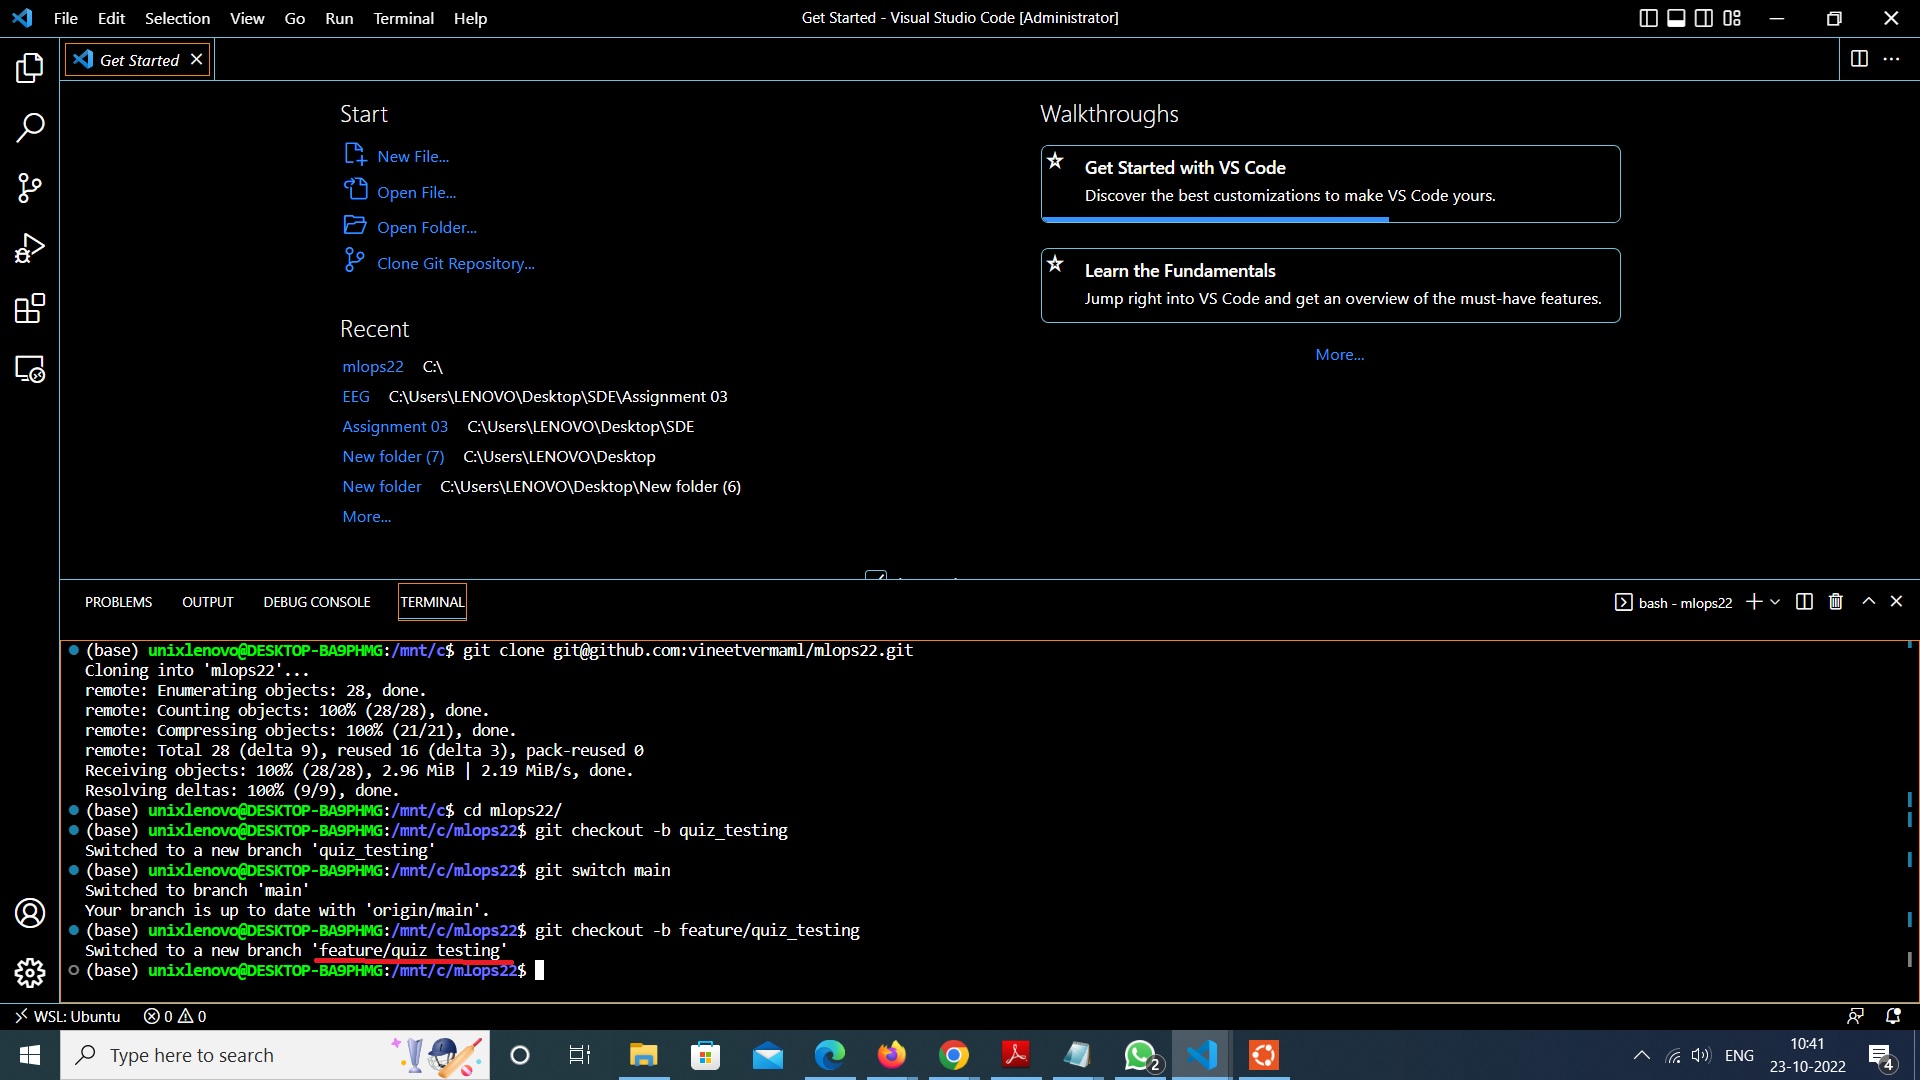 File Edit Selection View Go Run Terminal Help
Get Started - Visual Studio Code [Administrator]
Get Started
Start
New File...
Open File...
Open Folder...
Clone Git Repository...
Recent
mlops22 C:\
EEG C:\Users\LENOVO\Desktop\SDE\Assignment 03
Assignment 03 C:\Users\LENOVO\Desktop\SDE
New folder (7) C:\Users\LENOVO\Desktop
New folder C:\Users\LENOVO\Desktop\New folder (6)
More...
Walkthroughs
Get Started with VS Code
Discover the best customizations to make VS Code yours.
Learn the Fundamentals
Jump right into VS Code and get an overview of the must-have features.
More...
PROBLEMS OUTPUT DEBUG CONSOLE TERMINAL
bash - mlops22
(base) unixlenovo@DESKTOP-BA9PHMG:/mnt/c$ git clone git@github.com:vineetvermaml/mlops22.git
Cloning into 'mlops22'...
remote: Enumerating objects: 28, done.
remote: Counting objects: 100% (28/28), done.
remote: Compressing objects: 100% (21/21), done.
remote: Total 28 (delta 9), reused 16 (delta 3), pack-reused 0
Receiving objects: 100% (28/28), 2.96 MiB | 2.19 MiB/s, done.
Resolving deltas: 100% (9/9), done.
(base) unixlenovo@DESKTOP-BA9PHMG:/mnt/c$ cd mlops22/
(base) unixlenovo@DESKTOP-BA9PHMG:/mnt/c/mlops22$ git checkout -b quiz_testing
Switched to a new branch 'quiz_testing'
(base) unixlenovo@DESKTOP-BA9PHMG:/mnt/c/mlops22$ git switch main
Switched to branch 'main'
Your branch is up to date with 'origin/main'.
(base) unixlenovo@DESKTOP-BA9PHMG:/mnt/c/mlops22$ git checkout -b feature/quiz_testing
Switched to a new branch 'feature/quiz_testing'
(base) unixlenovo@DESKTOP-BA9PHMG:/mnt/c/mlops22$
WSL: Ubuntu 0 0
Type here to search
2
ENG
10:41
23-10-2022
4